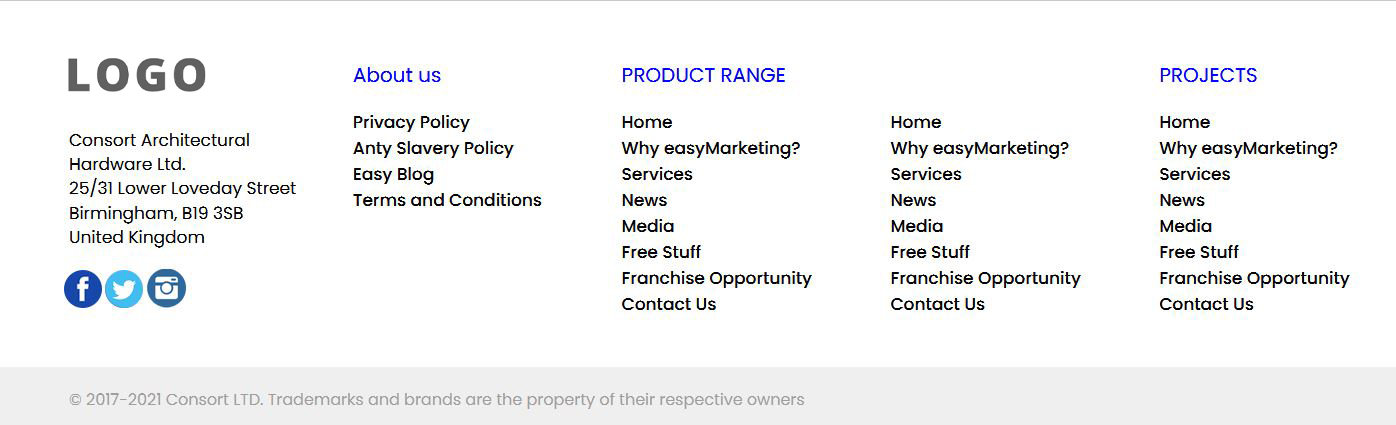 LOGO
Consort Architectural
Hardware Ltd.
25/31 Lower Loveday Street
Birmingham, B19 3SB
United Kingdom
About us
Privacy Policy
Anty Slavery Policy
Easy Blog
Terms and Conditions
PRODUCT RANGE
Home
Why easyMarketing?
Services
News
Media
Free Stuff
Franchise Opportunity
Contact Us
Home
Why easyMarketing?
Services
News
Media
Free Stuff
Franchise Opportunity
Contact Us
PROJECTS
Home
Why easyMarketing?
Services
News
Media
Free Stuff
Franchise Opportunity
Contact Us
© 2017-2021 Consort LTD. Trademarks and brands are the property of their respective owners